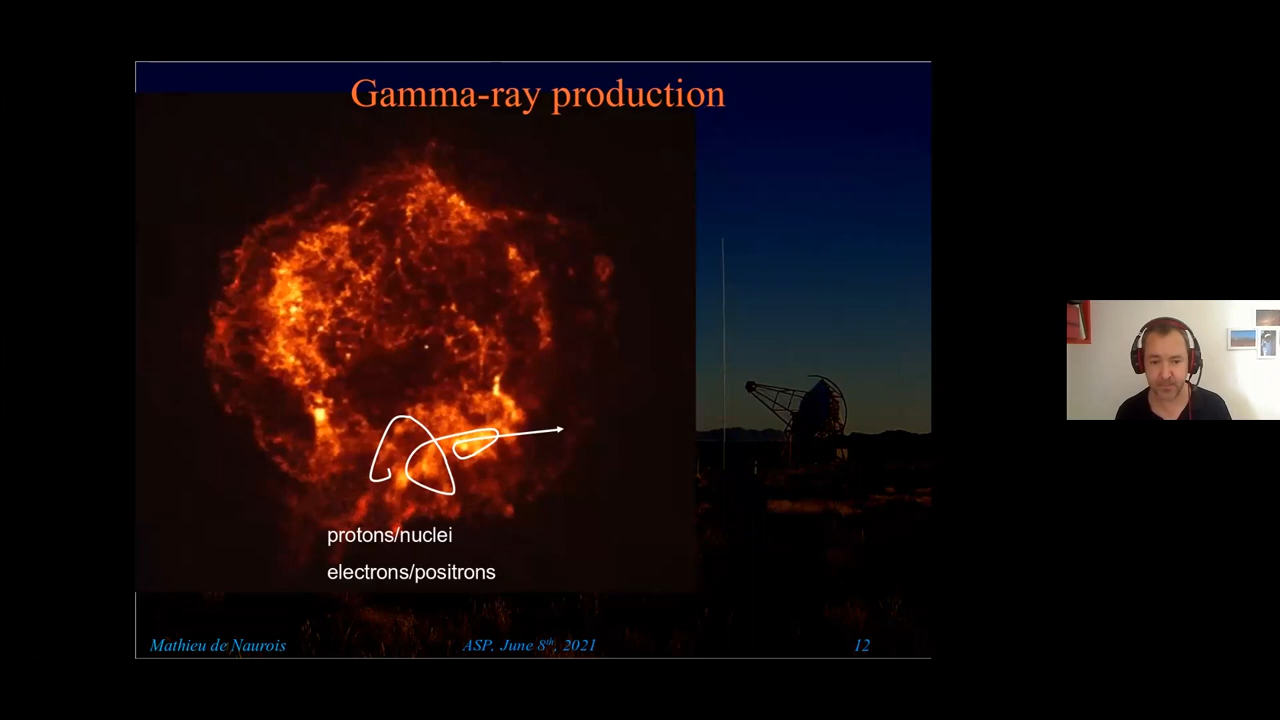 Gamma-ray production
protons/nuclei
electrons/positrons
Mathieu de Naurois ASP, June 8th, 2021 12